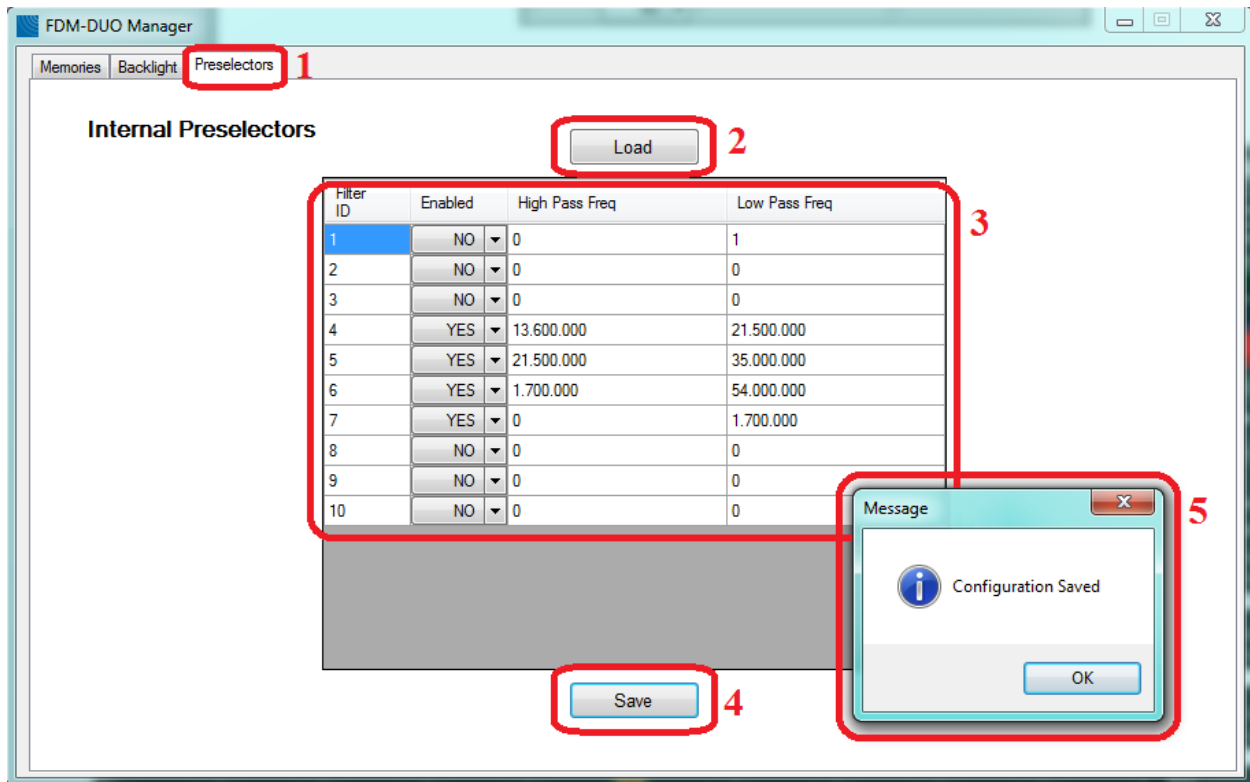 FDM-DUO Manager
Memories Backlight Preselectors 1
Internal Preselectors
Load 2
Filter ID Enabled High Pass Freq Low Pass Freq 3
1 NO 0 1
2 NO 0 0
3 NO 0 0
4 YES 13.600.000 21.500.000
5 YES 21.500.000 35.000.000
6 YES 1.700.000 54.000.000
7 YES 0 1.700.000
8 NO 0 0
9 NO 0 0
10 NO 0 0
Message 5
Configuration Saved
OK
Save 4